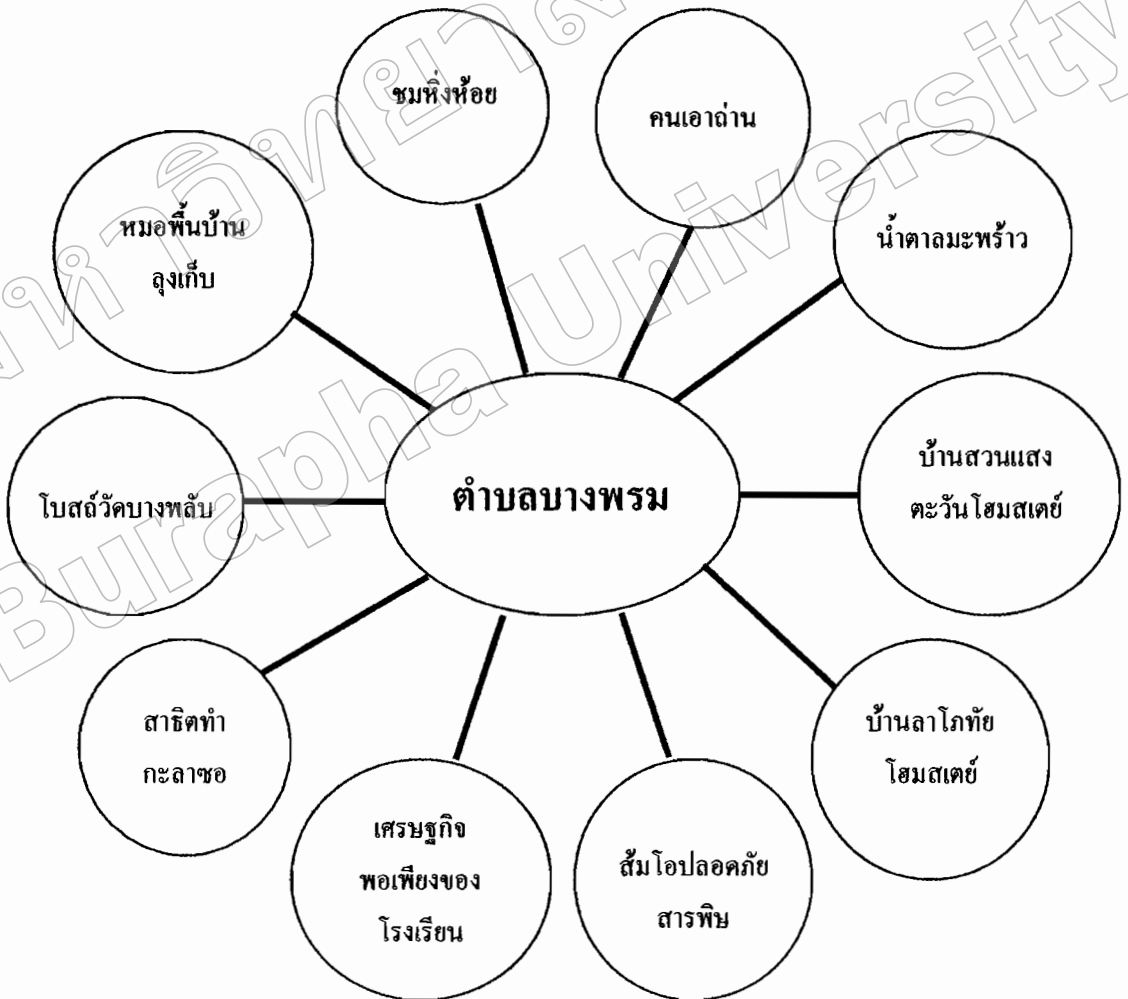 ชมหิ่งห้อย
คนเอาถ่าน
หมอพื้นบ้าน
ลุงเก็บ
น้ำตาลมะพร้าว
โบสถ์วัดบางพลับ
ตำบลบางพรม
บ้านสวนแสง
ตะวันโฮมสเตย์
สาธิตทำ
กะลาซอ
บ้านลาโภทัย
โฮมสเตย์
เศรษฐกิจ
พอเพียงของ
โรงเรียน
ส้มโอปลอดภัย
สารพิษ
Burapha University